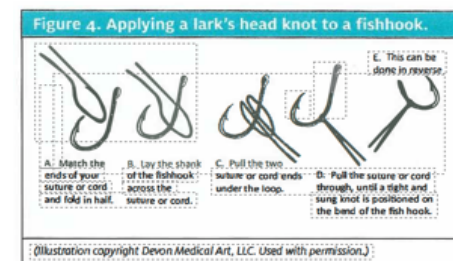 Figure 4. Applying a lark's head knot to a fishhook.
E. This can be
done in reverse
A. Match the
ends of your
suture or cord
and fold in half.
B. Lay the shank
of the fishhook
across the
suture or cord.
C. Pull the two
suture or cord ends
under the loop.
D. Pull the suture or cord
through, until a tight and
sung knot is positioned on
the bend of the fish hook.
(Illustration copyright Devon Medical Art, LLC. Used with permission.)